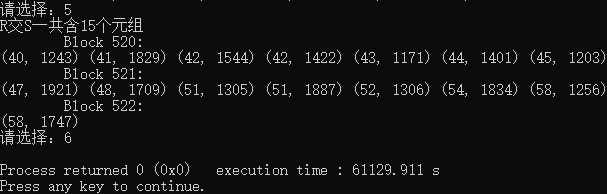 请选择：5
R交S一共含15个元组
Block 520:
(40, 1243) (41, 1829) (42, 1544) (42, 1422) (43, 1171) (44, 1401) (45, 1203)
Block 521:
(47, 1921) (48, 1709) (51, 1305) (51, 1887) (52, 1306) (54, 1834) (58, 1256)
Block 522:
(58, 1747)
请选择：6
Process returned 0 (0x0)   execution time : 61129.911 s
Press any key to continue.